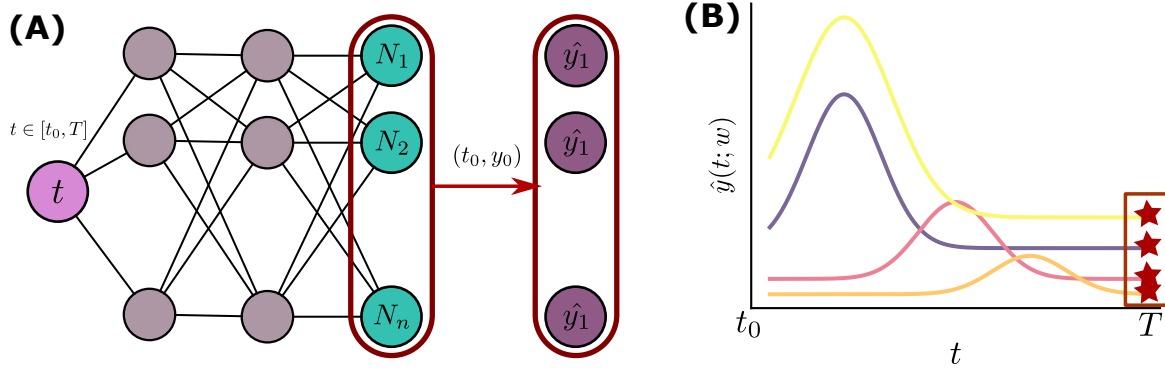 (A)
t ∈ [t₀, T]
t
N₁
N₂
Nₙ
(t₀, y₀)
ŷ₁
ŷ₁
ŷ₁
(B)
ŷ(t; w)
t₀
t
T